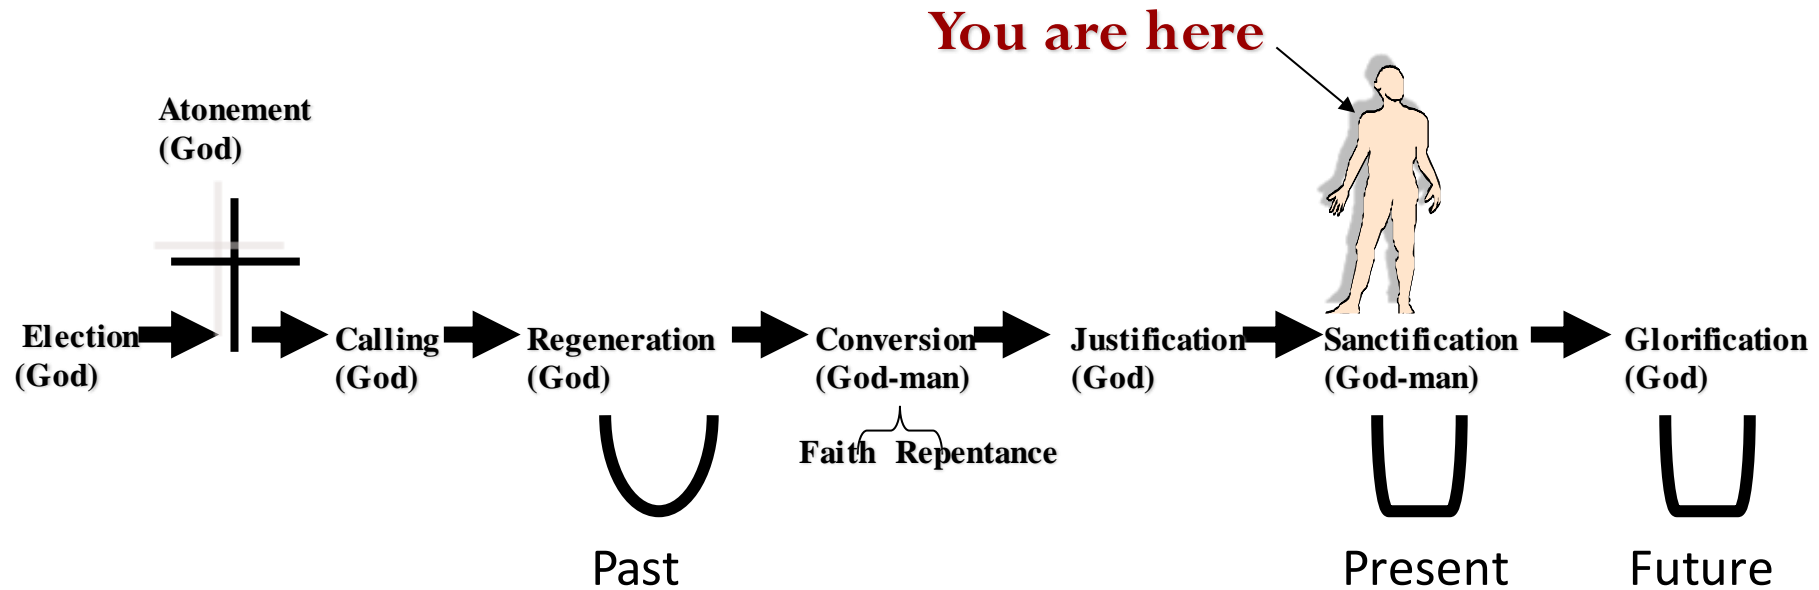 You are here
Atonement
(God)
Election
(God)
Calling
(God)
Regeneration
(God)
Conversion
(God-man)
Faith Repentance
Justification
(God)
Sanctification
(God-man)
Glorification
(God)
Past
Present
Future